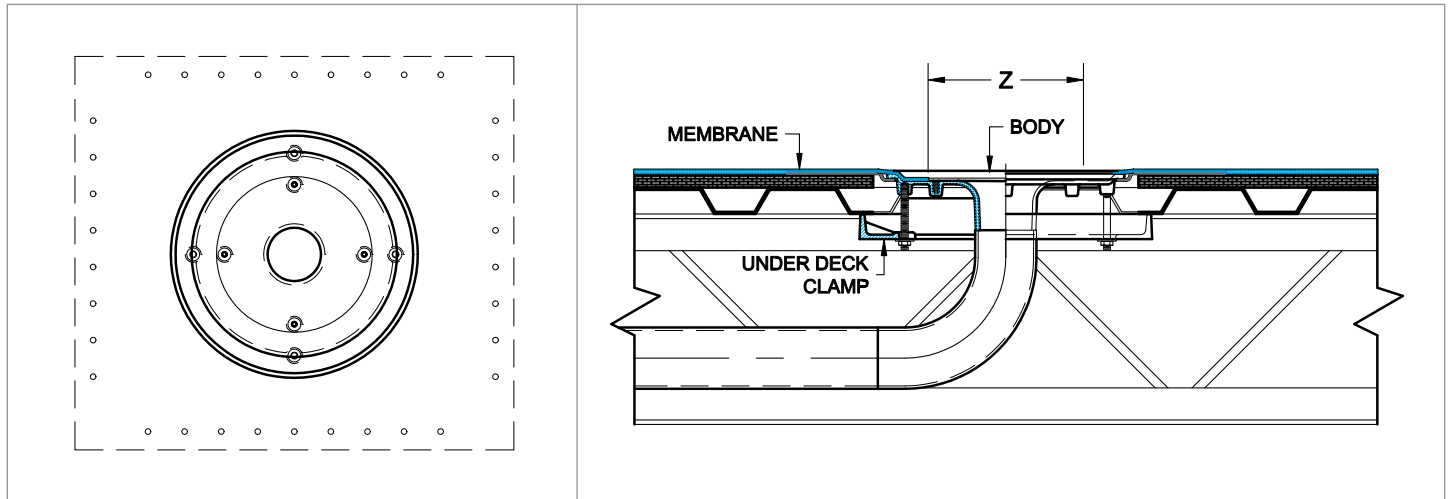 Z
MEMBRANE
BODY
UNDER DECK
CLAMP